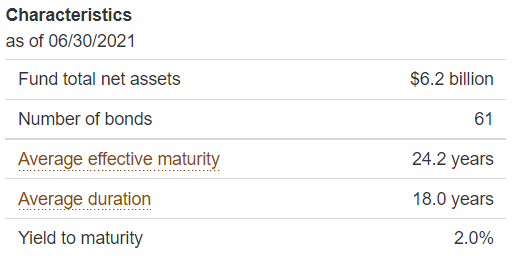 Characteristics
as of 06/30/2021
Fund total net assets $6.2 billion
Number of bonds 61
Average effective maturity 24.2 years
Average duration 18.0 years
Yield to maturity 2.0%